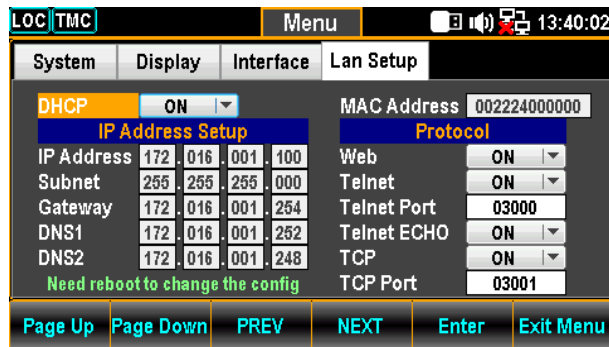 LOC TMC Menu 13:40:02
System Display Interface Lan Setup
DHCP ON MAC Address 002224000000
IP Address Setup Protocol
IP Address 172 . 016 . 001 . 100 Web ON
Subnet 255 . 255 . 255 . 000 Telnet ON
Gateway 172 . 016 . 001 . 254 Telnet Port 03000
DNS1 172 . 016 . 001 . 252 Telnet ECHO ON
DNS2 172 . 016 . 001 . 248 TCP ON
Need reboot to change the config TCP Port 03001
Page Up Page Down PREV NEXT Enter Exit Menu